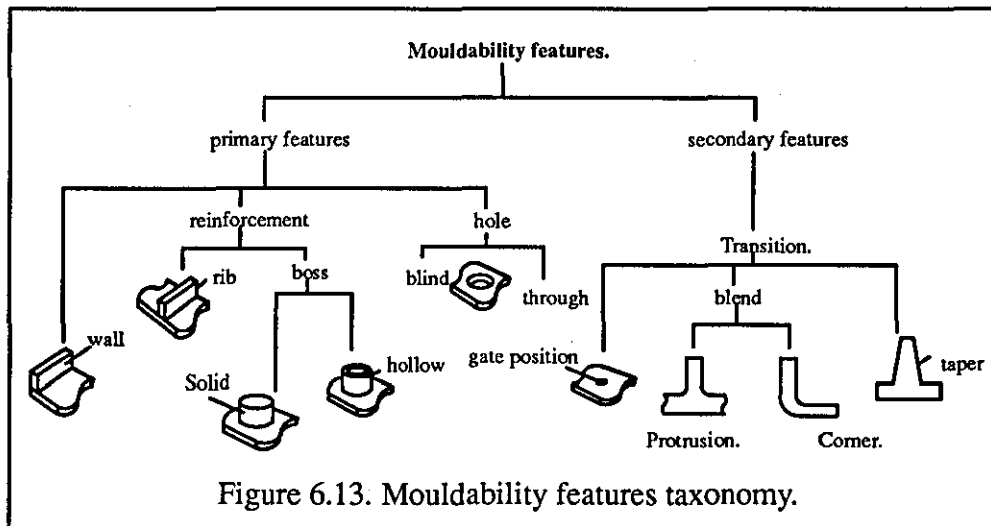 Mouldability features.
primary features
secondary features
reinforcement
hole
Transition.
rib
boss
blind
through
blend
wall
Solid
hollow
gate position
taper
Protrusion.
Corner.
Figure 6.13. Mouldability features taxonomy.